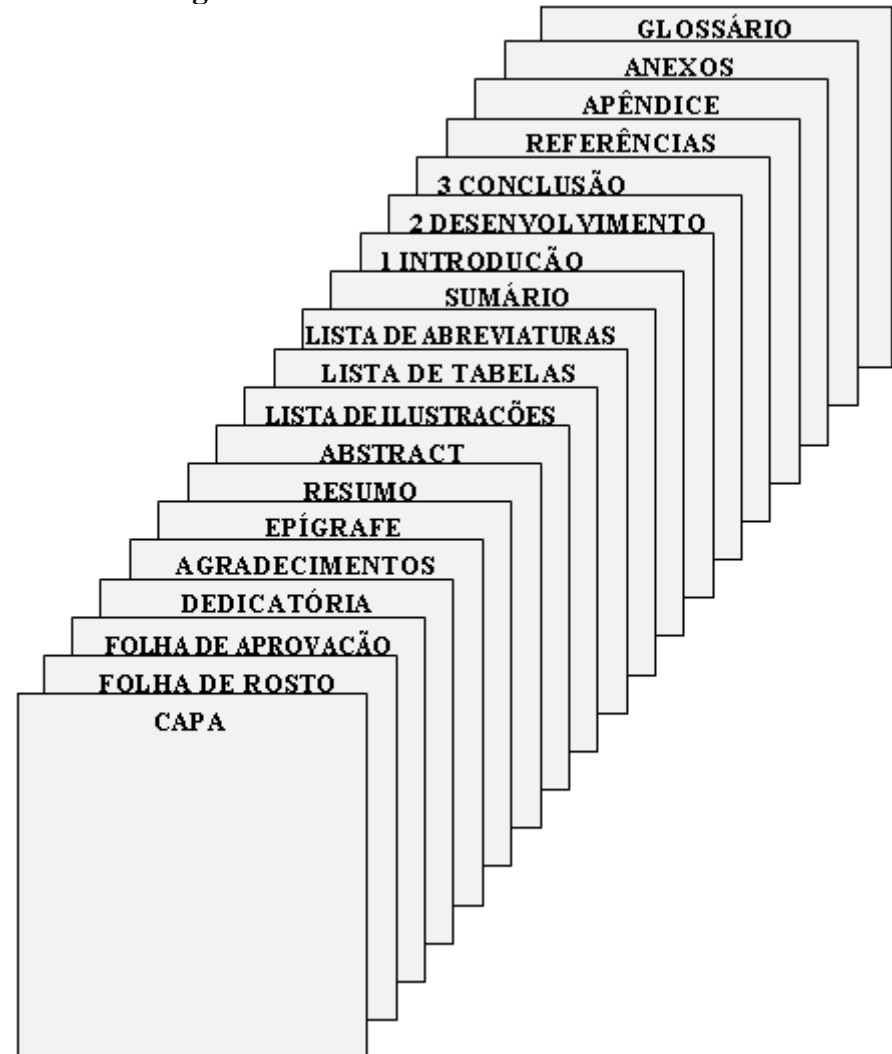 GLOSSÁRIO
ANEXOS
APÊNDICE
REFERÊNCIAS
3 CONCLUSÃO
2 DESENVOLVIMENTO
1 INTRODUÇÃO
SUMÁRIO
LISTA DE ABREVIATURAS
LISTA DE TABELAS
LISTA DE ILUSTRAÇÕES
ABSTRACT
RESUMO
EPÍGRAFE
AGRADECIMENTOS
DEDICATÓRIA
FOLHA DE APROVAÇÃO
FOLHA DE ROSTO
CAPA